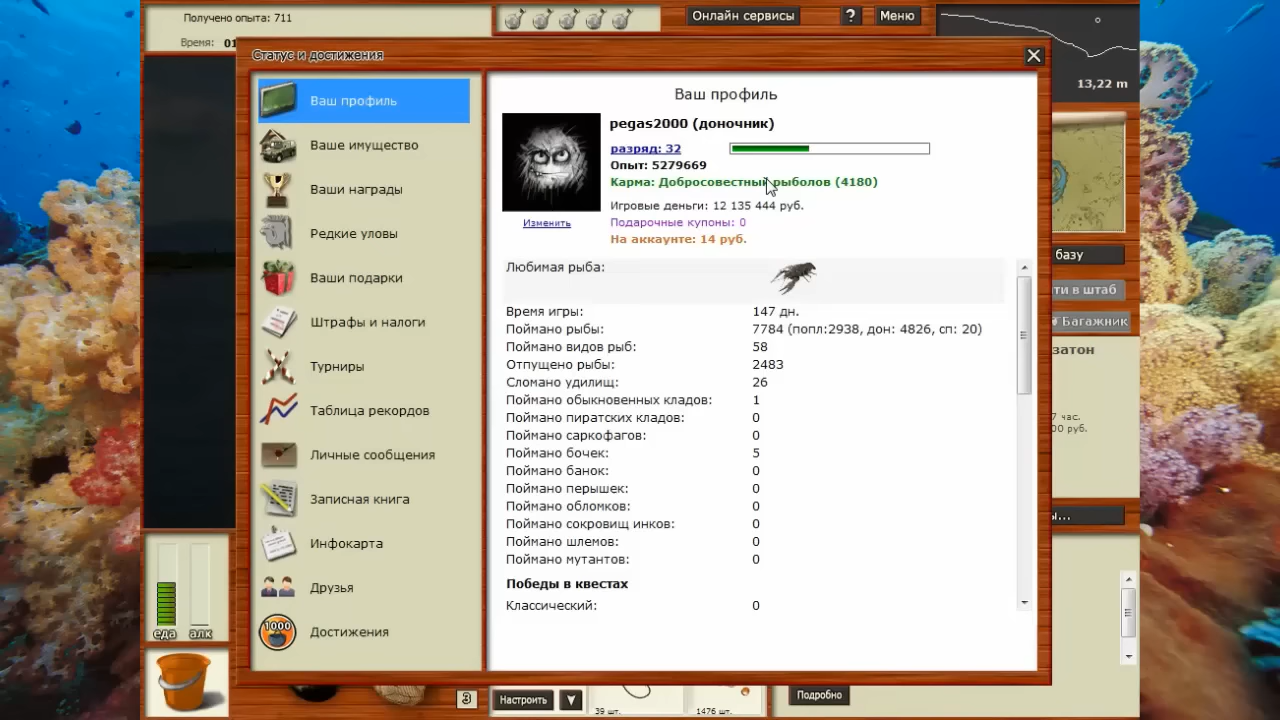 Получено опыта: 711
Время: 01
Онлайн сервисы
?
Меню
13,22 m
Статус и достижения
Ваш профиль
Ваше имущество
Ваши награды
Редкие уловы
Ваши подарки
Штрафы и налоги
Турниры
Таблица рекордов
Личные сообщения
Записная книга
Инфокарта
Друзья
1000
Достижения
Ваш профиль
pegas2000 (доночник)
разряд: 32
Опыт: 5279669
Карма: Добросовестный рыболов (4180)
Игровые деньги: 12 135 444 руб.
Подарочные купоны: 0
На аккаунте: 14 руб.
Изменить
Любимая рыба:
Время игры: 147 дн.
Поймано рыбы: 7784 (попл:2938, дон: 4826, сп: 20)
Поймано видов рыб: 58
Отпущено рыбы: 2483
Сломано удилищ: 26
Поймано обыкновенных кладов: 1
Поймано пиратских кладов: 0
Поймано саркофагов: 0
Поймано бочек: 5
Поймано банок: 0
Поймано перышек: 0
Поймано обломков: 0
Поймано сокровищ инков: 0
Поймано шлемов: 0
Поймано мутантов: 0
Победы в квестах
Классический: 0
базу
ти в штаб
Багажник
затон
7 час.
00 руб.
ы...
еда
алк
3
Настроить
39 шт.
1476 шт.
Подробно